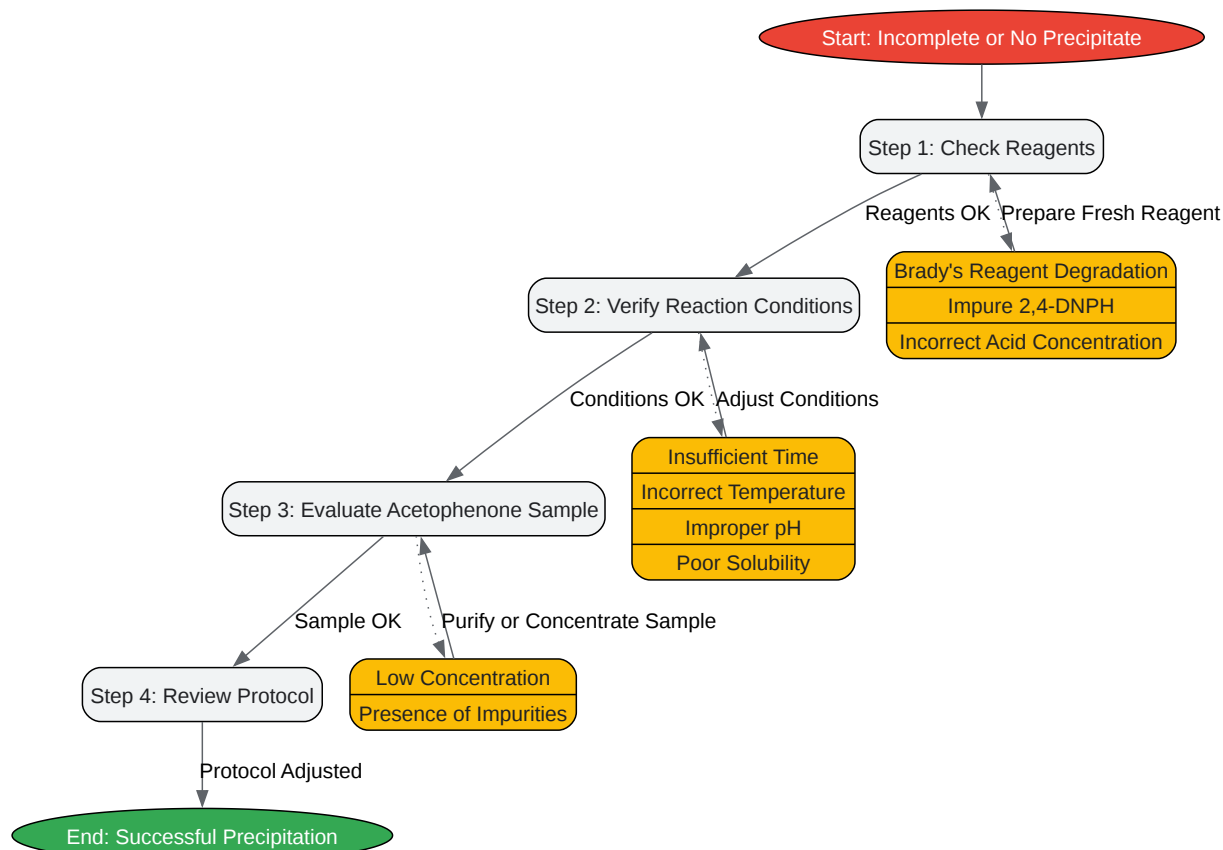 Start: Incomplete or No Precipitate
Step 1: Check Reagents
Reagents OK
Prepare Fresh Reagent
Brady's Reagent Degradation
Impure 2,4-DNPH
Incorrect Acid Concentration
Step 2: Verify Reaction Conditions
Conditions OK
Adjust Conditions
Insufficient Time
Incorrect Temperature
Improper pH
Poor Solubility
Step 3: Evaluate Acetophenone Sample
Sample OK
Purify or Concentrate Sample
Low Concentration
Presence of Impurities
Step 4: Review Protocol
Protocol Adjusted
End: Successful Precipitation